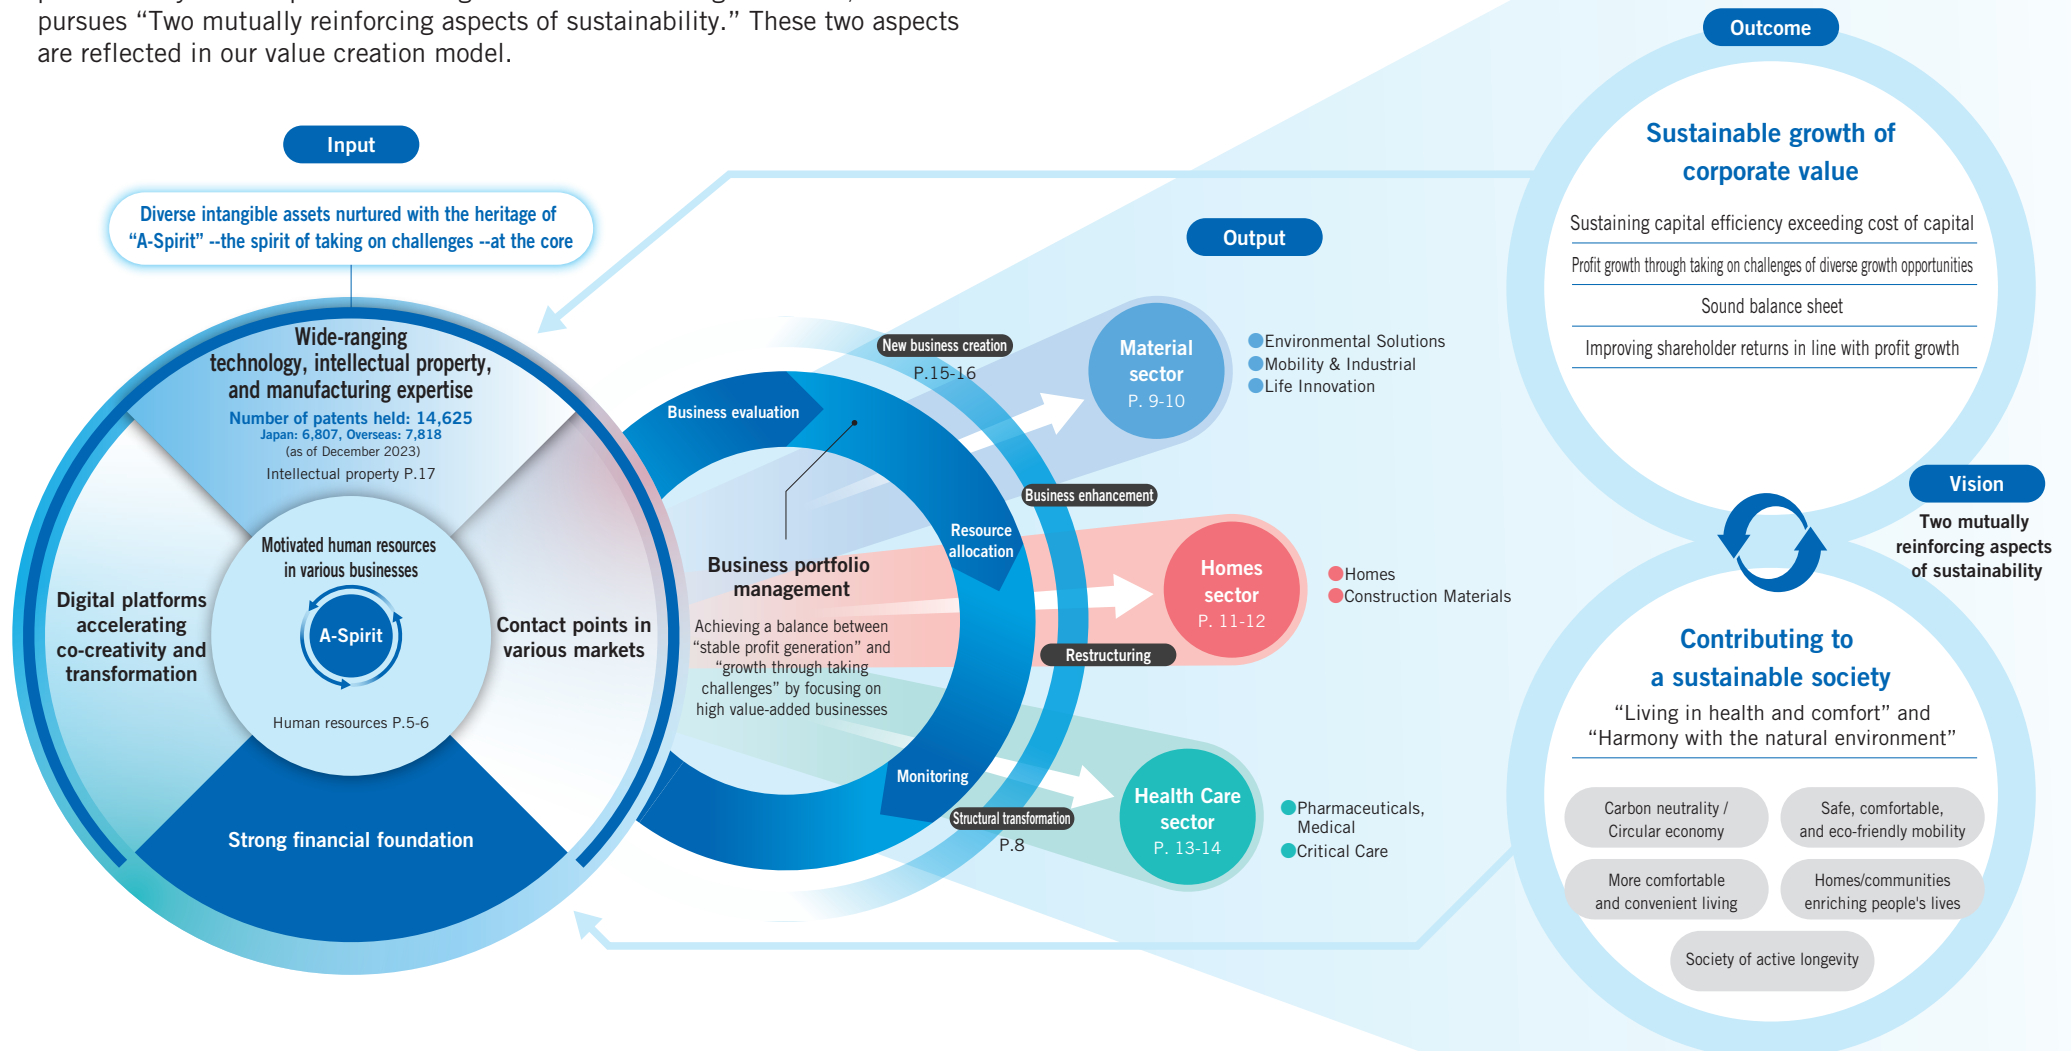 pursues “Two mutually reinforcing aspects of sustainability.” These two aspects
are reflected in our value creation model.
Input
Diverse intangible assets nurtured with the heritage of
“A-Spirit” --the spirit of taking on challenges --at the core
Wide-ranging
technology, intellectual property,
and manufacturing expertise
Number of patents held: 14,625
Japan: 6,807, Overseas: 7,818
(as of December 2023)
Intellectual property P.17
Motivated human resources
in various businesses
A-Spirit
Human resources P.5-6
Digital platforms
accelerating
co-creativity and
transformation
Contact points in
various markets
Strong financial foundation
Business evaluation
Resource
allocation
Monitoring
Business portfolio
management
Achieving a balance between
“stable profit generation” and
“growth through taking
challenges” by focusing on
high value-added businesses
New business creation
P.15-16
Business enhancement
Restructuring
Structural transformation
P.8
Output
Material
sector
P. 9-10
●Environmental Solutions
●Mobility & Industrial
●Life Innovation
Homes
sector
P. 11-12
●Homes
●Construction Materials
Health Care
sector
P. 13-14
●Pharmaceuticals,
Medical
●Critical Care
Outcome
Sustainable growth of
corporate value
Sustaining capital efficiency exceeding cost of capital
Profit growth through taking on challenges of diverse growth opportunities
Sound balance sheet
Improving shareholder returns in line with profit growth
Vision
Two mutually
reinforcing aspects
of sustainability
Contributing to
a sustainable society
“Living in health and comfort” and
“Harmony with the natural environment”
Carbon neutrality /
Circular economy
Safe, comfortable,
and eco-friendly mobility
More comfortable
and convenient living
Homes/communities
enriching people's lives
Society of active longevity